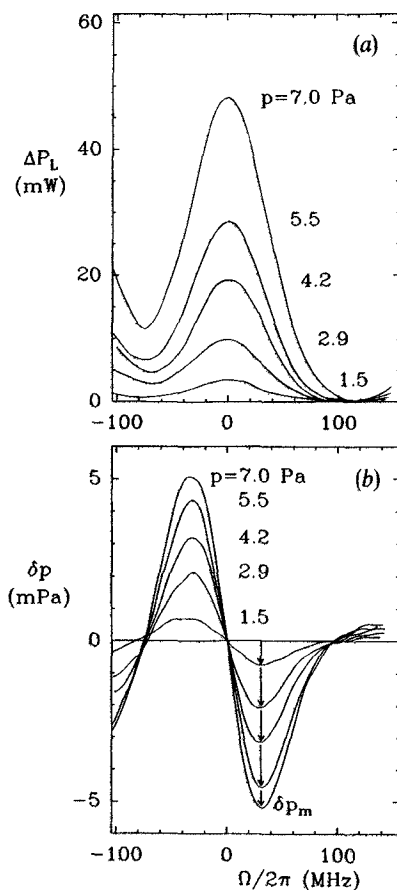 60
(a)
p=7.0 Pa
ΔP_L
(mW)
40
5.5
4.2
20
2.9
1.5
0
-100
0
100
(b)
p=7.0 Pa
5
5.5
4.2
δp
(mPa)
2.9
1.5
0
-5
δp_m
-100
0
100
Ω/2π (MHz)